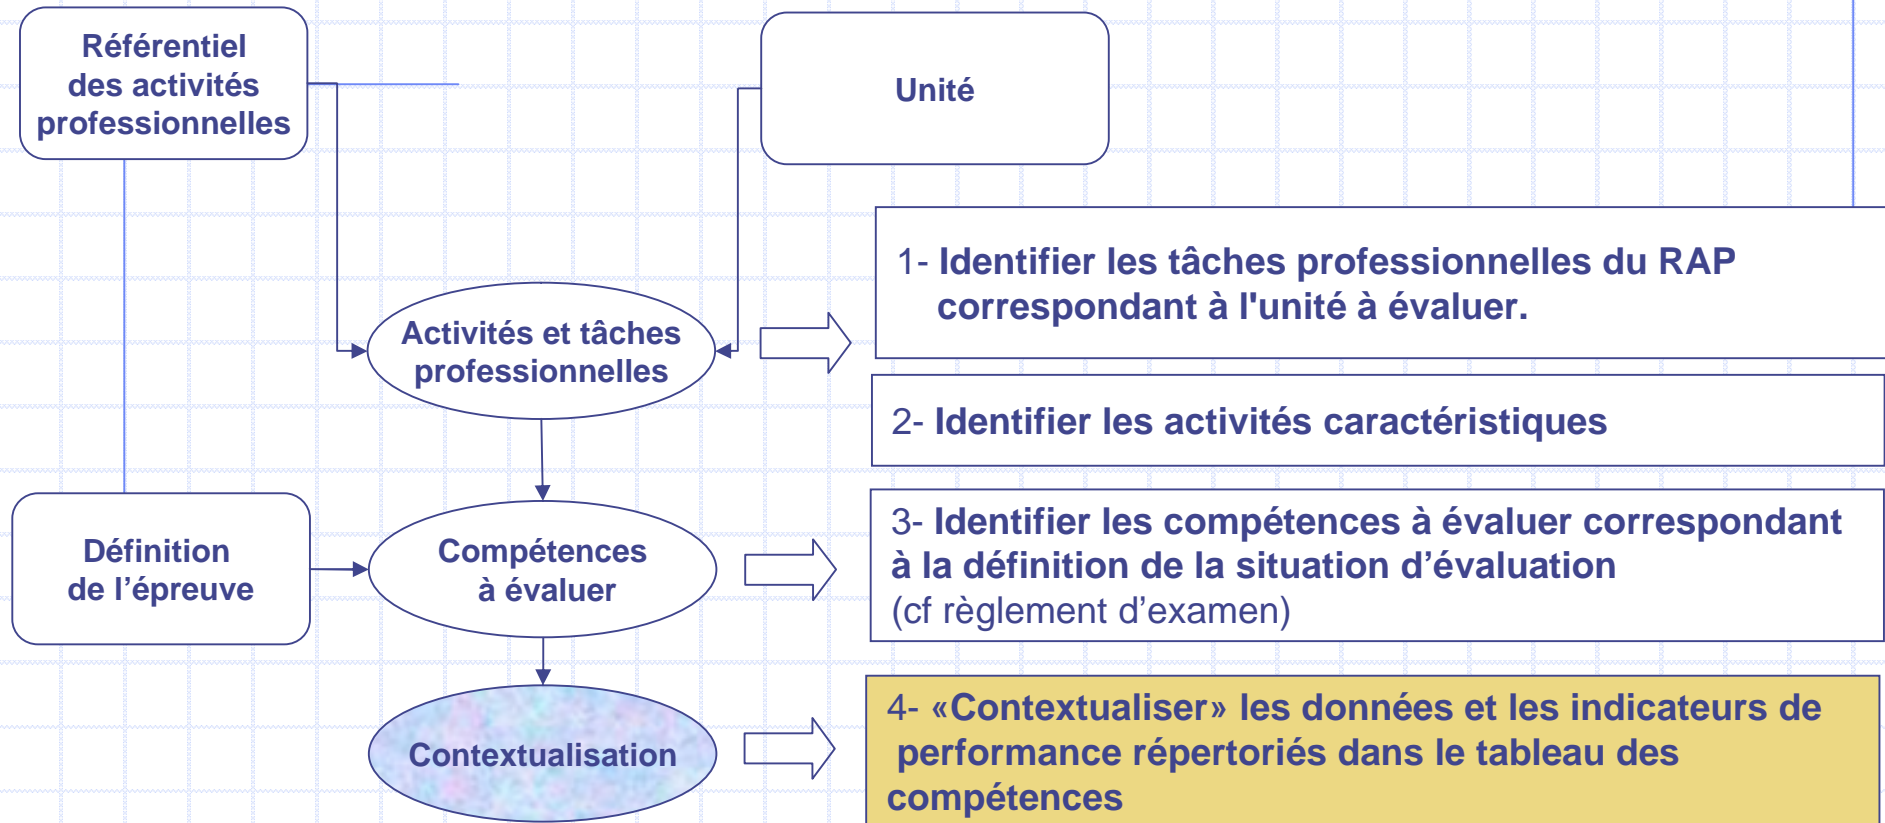 Référentiel
des activités
professionnelles
Unité
1- Identifier les tâches professionnelles du RAP
correspondant à l'unité à évaluer.
Activités et tâches
professionnelles
2- Identifier les activités caractéristiques
Définition
de l’épreuve
Compétences
à évaluer
3- Identifier les compétences à évaluer correspondant
à la définition de la situation d’évaluation
(cf règlement d’examen)
Contextualisation
4- «Contextualiser» les données et les indicateurs de
performance répertoriés dans le tableau des
compétences